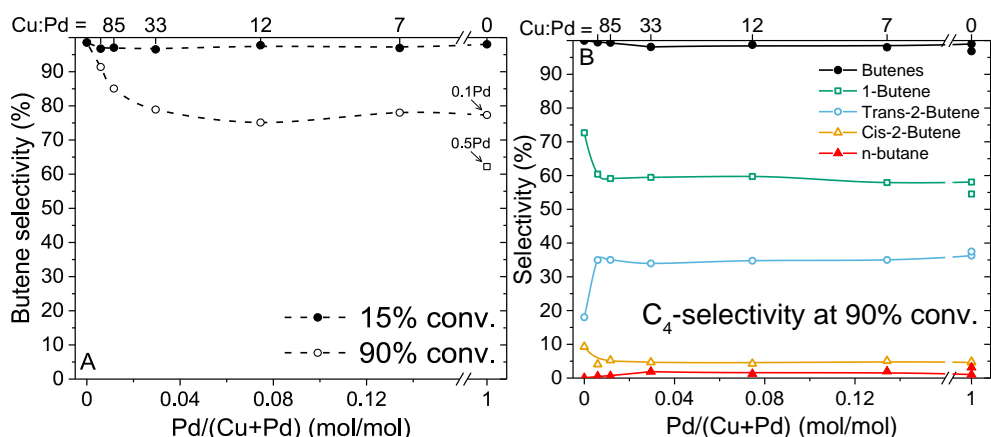 Cu:Pd 85 33 12 7 0
90
80
70
60
50
40
30
20
10
0
Butene selectivity (%)
0.1Pd
0.5Pd
15% conv.
90% conv.
A
0 0.04 0.08 0.12 1
Pd/(Cu+Pd) (mol/mol)
Cu:Pd 85 33 12 7 0
B
90
80
70
60
50
40
30
20
10
0
Selectivity (%)
Butenes
1-Butene
Trans-2-Butene
Cis-2-Butene
n-butane
C₄-selectivity at 90% conv.
0 0.04 0.08 0.12 1
Pd/(Cu+Pd) (mol/mol)